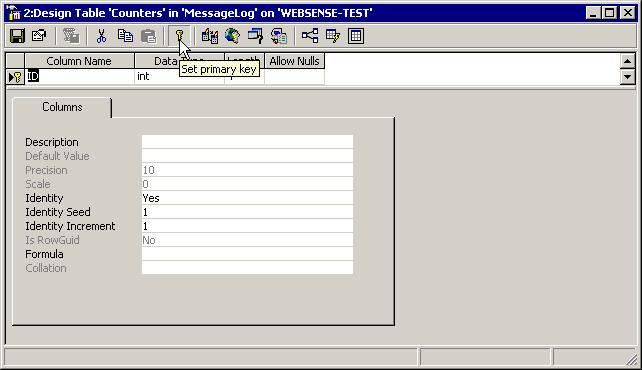 2:Design Table 'Counters' in 'MessageLog' on 'WEBSENSE-TEST'
Column Name Data Length Allow Nulls
Set primary key
ID int
Columns
Description
Default Value
Precision 10
Scale 0
Identity Yes
Identity Seed 1
Identity Increment 1
Is RowGuid No
Formula
Collation